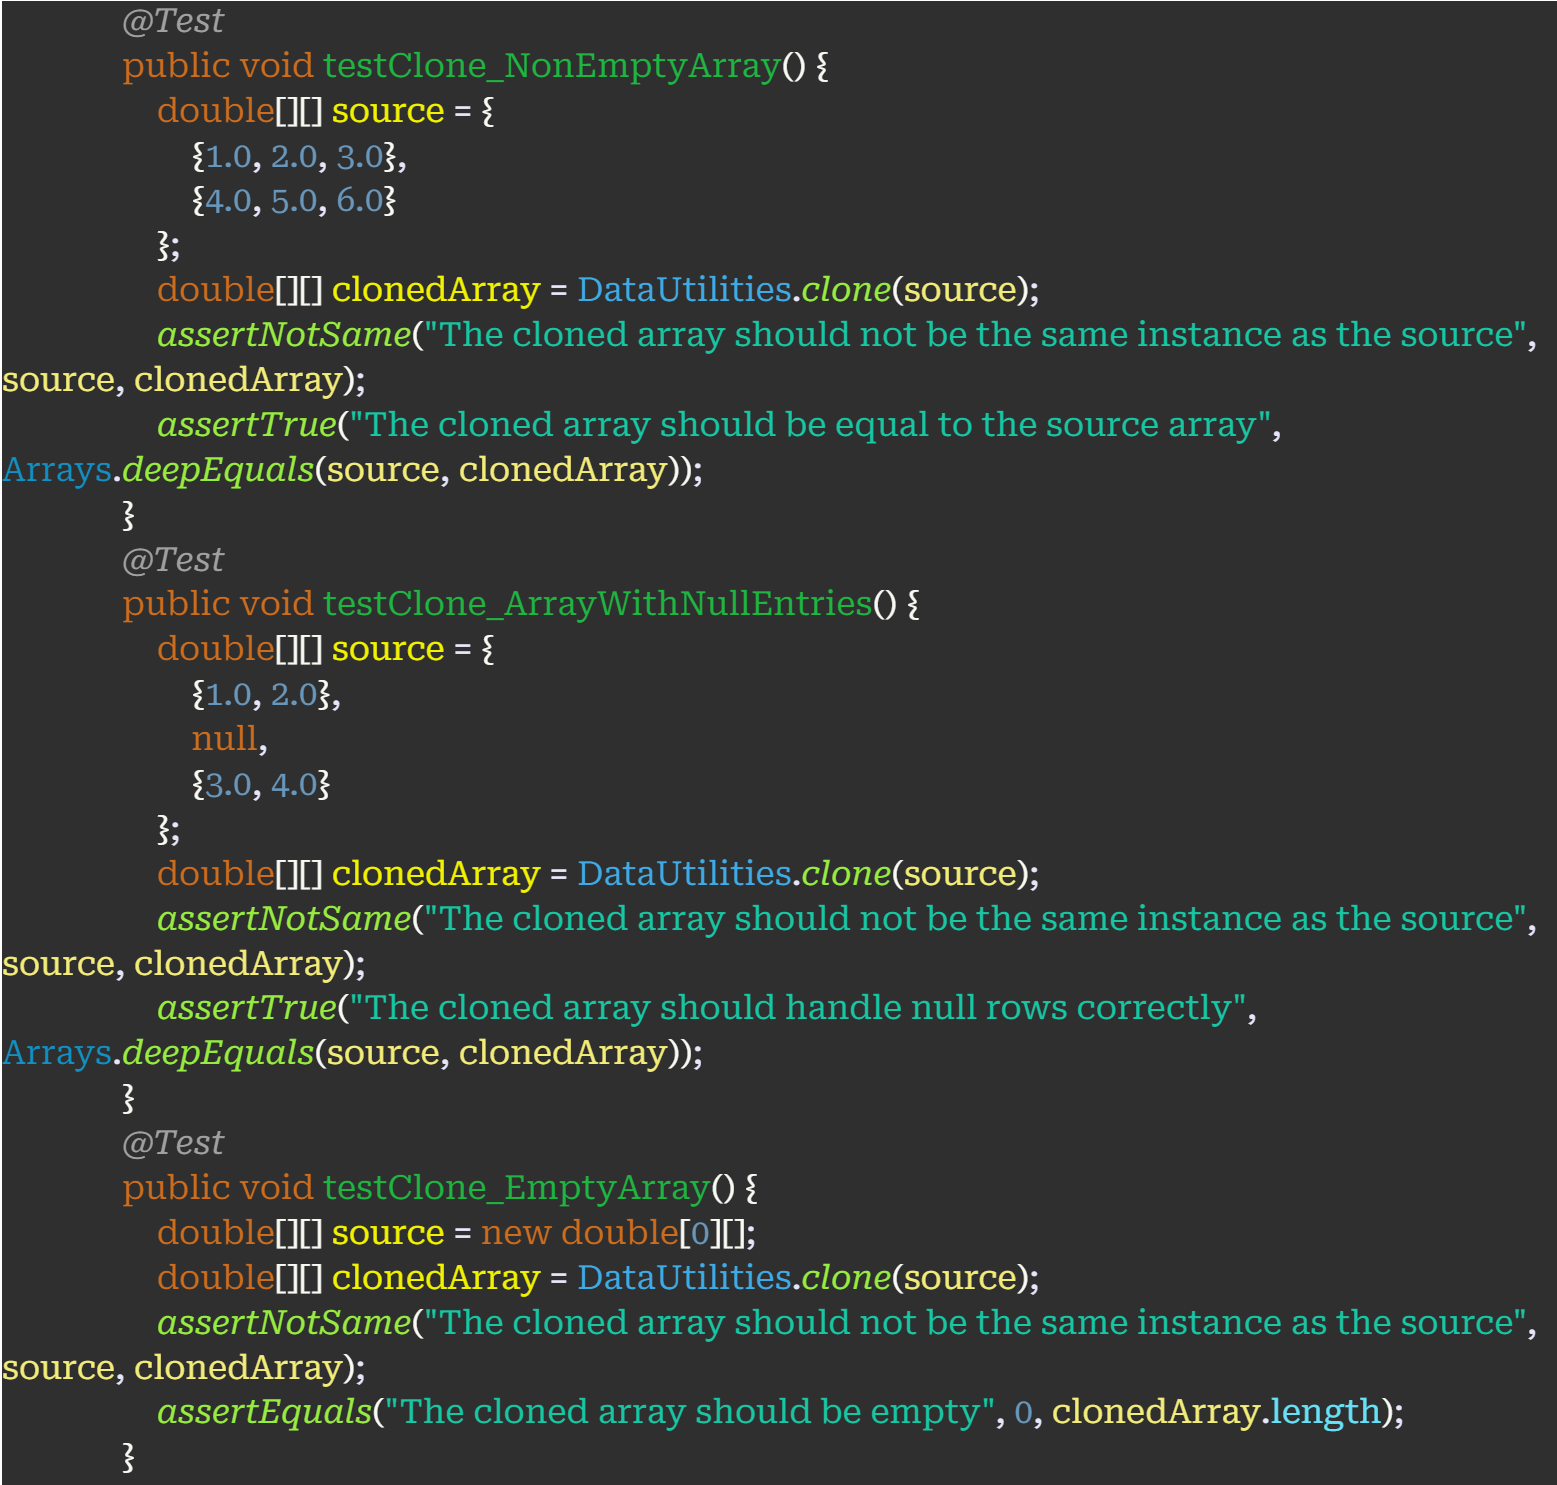 @Test
public void testClone_NonEmptyArray() {
double[][] source = {
{1.0, 2.0, 3.0},
{4.0, 5.0, 6.0}
};
double[][] clonedArray = DataUtilities.clone(source);
assertNotSame("The cloned array should not be the same instance as the source",
source, clonedArray);
assertTrue("The cloned array should be equal to the source array",
Arrays.deepEquals(source, clonedArray));
}
@Test
public void testClone_ArrayWithNullEntries() {
double[][] source = {
{1.0, 2.0},
null,
{3.0, 4.0}
};
double[][] clonedArray = DataUtilities.clone(source);
assertNotSame("The cloned array should not be the same instance as the source",
source, clonedArray);
assertTrue("The cloned array should handle null rows correctly",
Arrays.deepEquals(source, clonedArray));
}
@Test
public void testClone_EmptyArray() {
double[][] source = new double[0][];
double[][] clonedArray = DataUtilities.clone(source);
assertNotSame("The cloned array should not be the same instance as the source",
source, clonedArray);
assertEquals("The cloned array should be empty", 0, clonedArray.length);
}